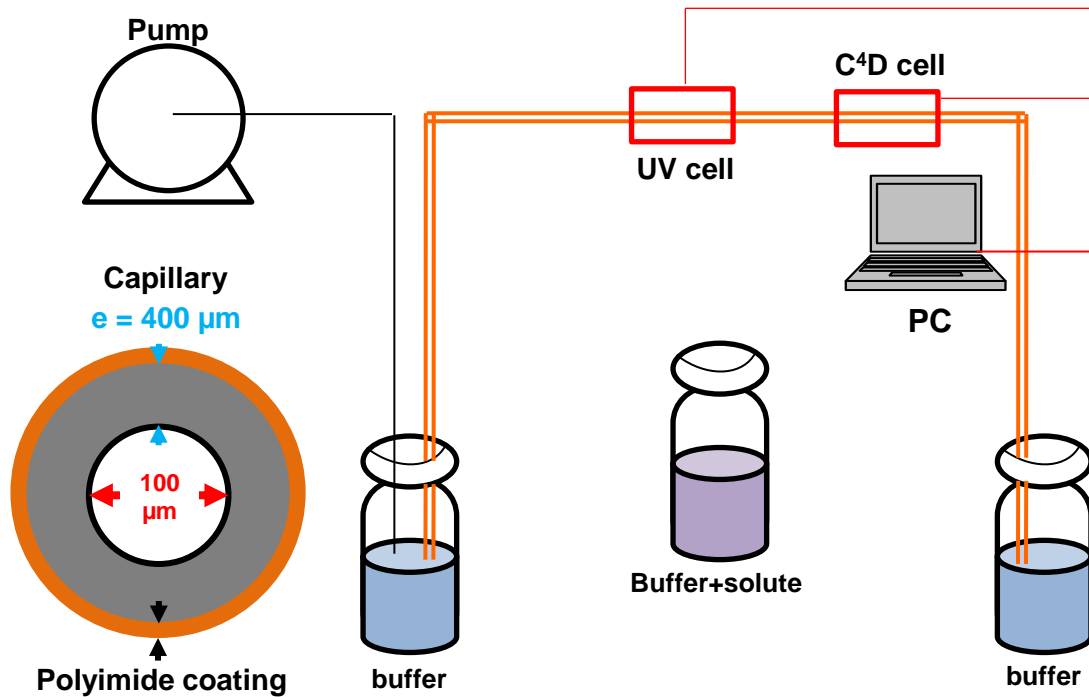 Pump
C⁴D cell
UV cell
PC
Capillary
e = 400 µm
100
µm
Polyimide coating
buffer
Buffer+solute
buffer